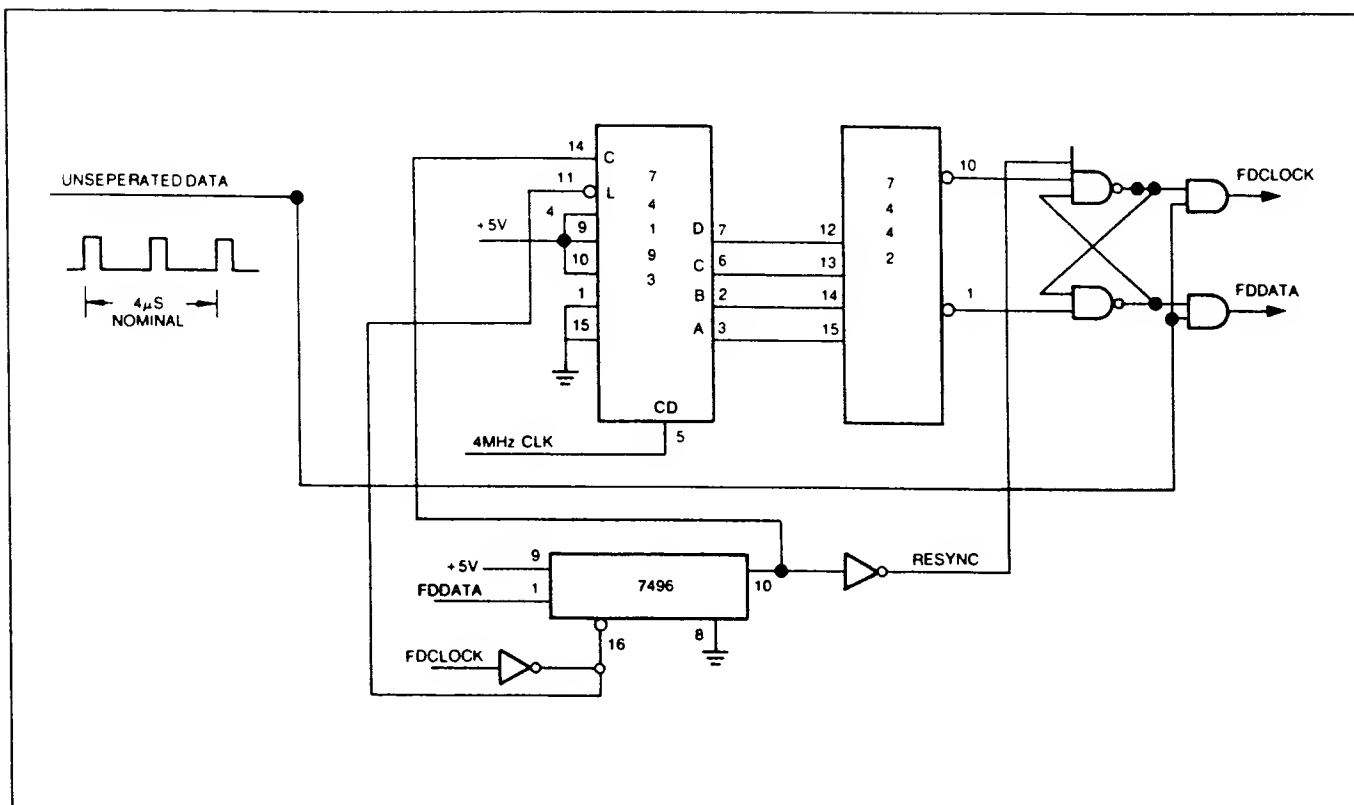 UNSEPERATED DATA
4µS
NOMINAL
14
C
11
L
4
+5V
9
10
1
15
7
4
1
9
3
D
7
C
6
B
2
A
3
CD
5
4MHz CLK
12
13
14
15
7
4
4
2
10
1
FDCLOCK
FDDATA
+5V
9
FDDATA
1
7496
10
8
16
FDCLOCK
RESYNC